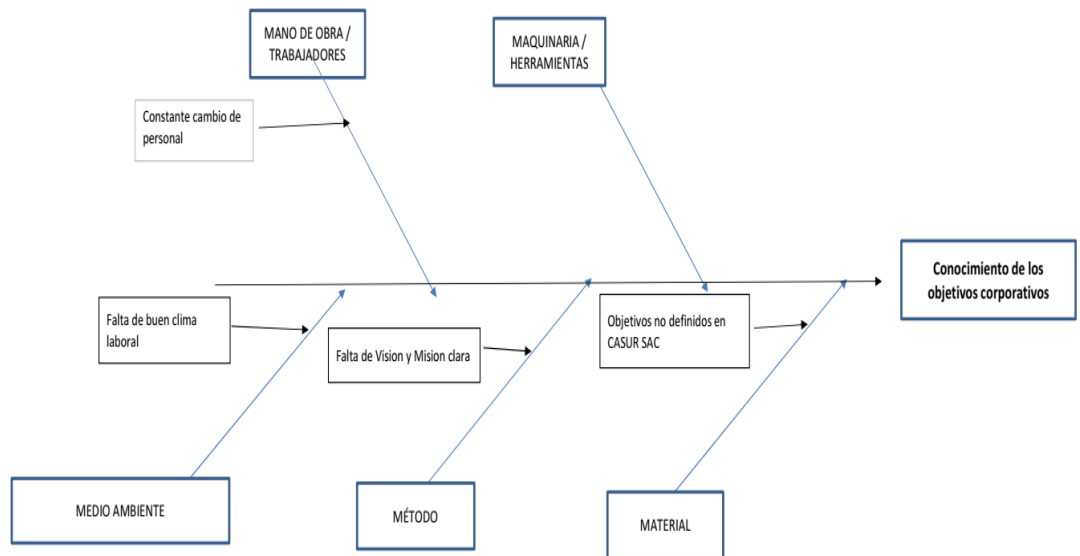 MANO DE OBRA /
TRABAJADORES
MAQUINARIA /
HERRAMIENTAS
Constante cambio de
personal
Conocimiento de los
objetivos corporativos
Falta de buen clima
laboral
Falta de Vision y Mision clara
Objetivos no definidos en
CASUR SAC
MEDIO AMBIENTE
MÉTODO
MATERIAL